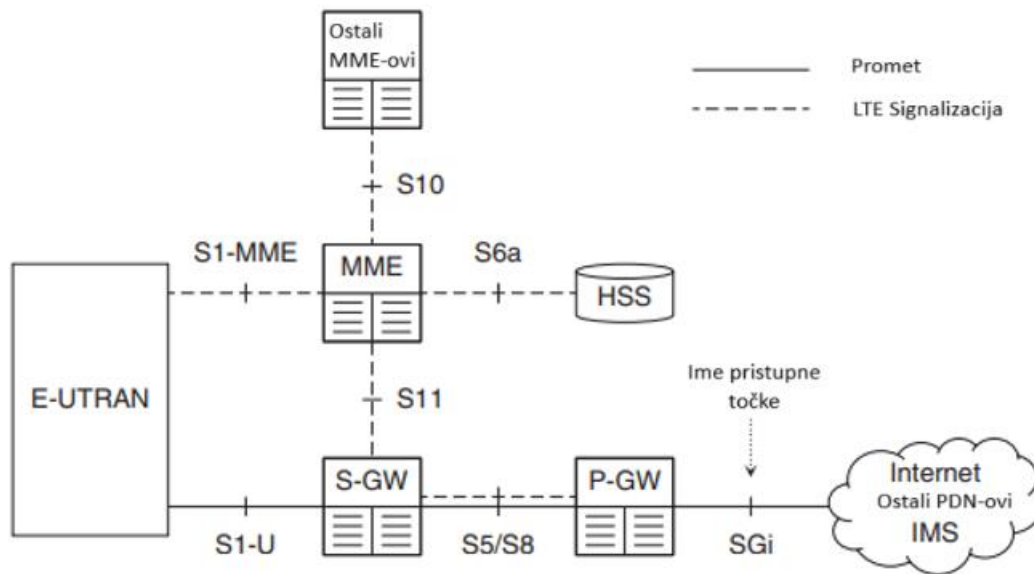 Ostali
MME-ovi
Promet
LTE Signalizacija
S10
S1-MME
MME
S6a
HSS
E-UTRAN
S11
Ime pristupne
točke
S-GW
P-GW
Internet
Ostali PDN-ovi
IMS
S1-U
S5/S8
SGi